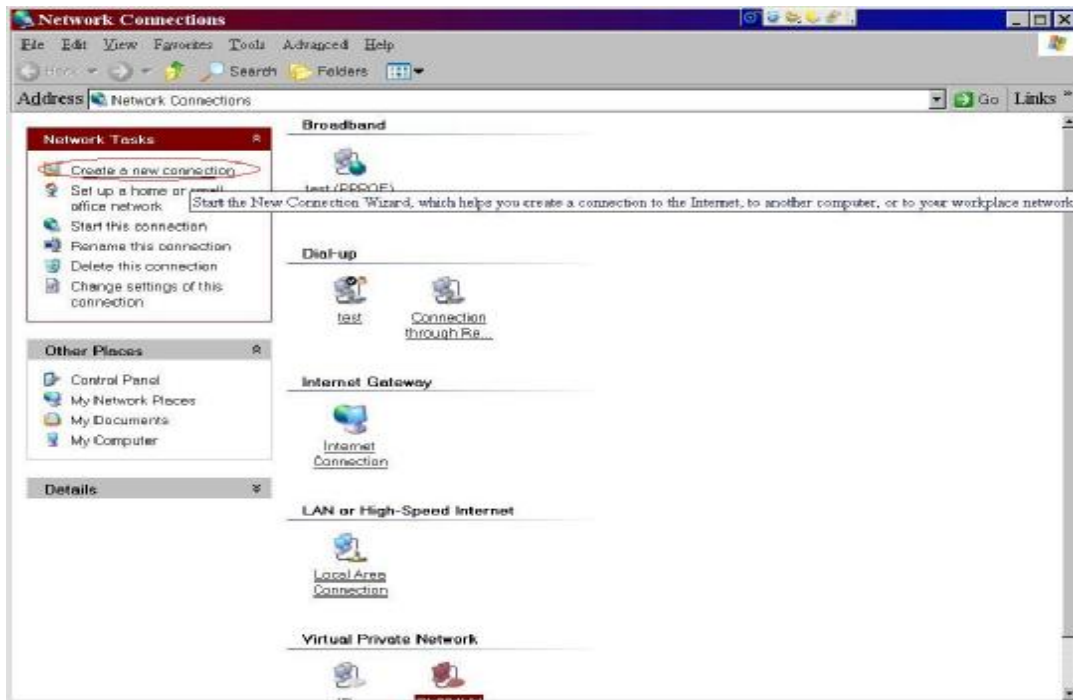 Network Connections
File Edit View Favorites Tools Advanced Help
Back Search Folders
Address Network Connections Go Links »
Network Tasks
Create a new connection
Set up a home or small
office network
Start this connection
Rename this connection
Delete this connection
Change settings of this
connection
Other Places
Control Panel
My Network Places
My Documents
My Computer
Details
Broadband
test (PPPOE)
Start the New Connection Wizard, which helps you create a connection to the Internet, to another computer, or to your workplace network
Dial-up
test
Connection
through Re...
Internet Gateway
Internet
Connection
LAN or High-Speed Internet
Local Area
Connection
Virtual Private Network